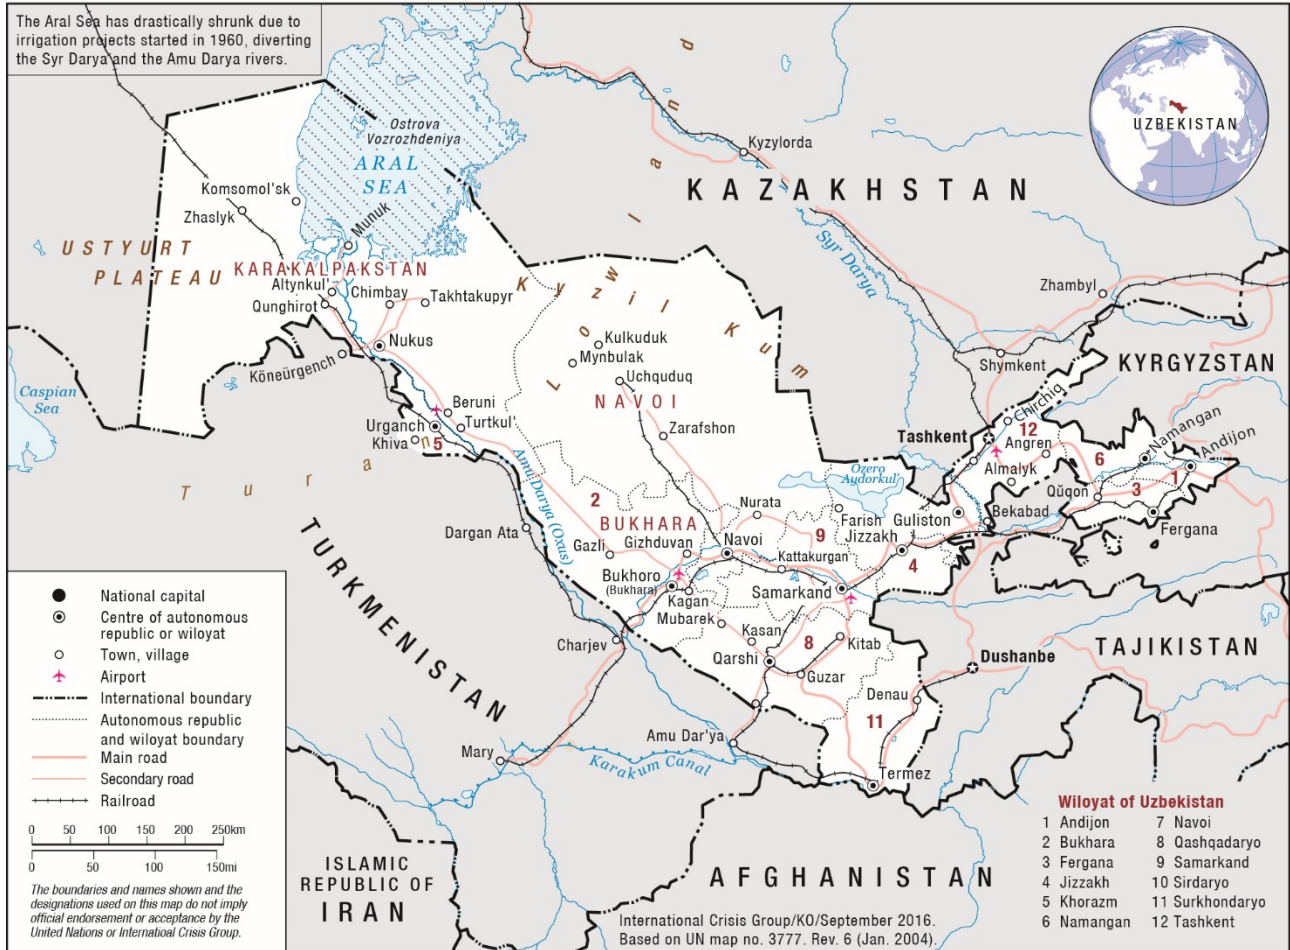 The Aral Sea has drastically shrunk due to
irrigation projects started in 1960, diverting
the Syr Darya and the Amu Darya rivers.
Ostrova
Vozrozhdeniya
ARAL
SEA
UZBEKISTAN
Kyzylorda
KAZAKHSTAN
Komsomol'sk
Zhaslyk
Munuk
Syr Darya
USTYURT
PLATEAU
KARAKALPAKSTAN
Altynkul'
Chimbay
Takhtakupyr
Qunghirot
Kyzil Kum
Turan Lowland
Zhambyl
Shymkent
KYRGYZSTAN
Nukus
Köneürgench
Kulkuduk
Mynbulak
Uchquduq
NAVOI
Zarafshon
Caspian
Sea
Beruni
Turtkul'
Urganch
Khiva
5
Chirchiq
12
Tashkent
Angren
Almalyk
Namangan
Andijon
6
1
3
Qŭqon
Fergana
Bekabad
Guliston
Ozero
Aydorkul'
Amu Darya (Oxus)
2
BUKHARA
Nurata
9
Farish
Jizzakh
4
Dargan Ata
Gazli
Gizhduvan
Navoi
Kattakurgan
Bukhoro
(Bukhara)
Kagan
Samarkand
Mubarek
Kasan
8
Kitab
Qarshi
Guzar
Charjev
TURKMENISTAN
TAJIKISTAN
Dushanbe
Denau
11
Amu Dar'ya
Mary
Karakum Canal
Termez
National capital
Centre of autonomous
republic or wiloyat
Town, village
Airport
International boundary
Autonomous republic
and wiloyat boundary
Main road
Secondary road
Railroad
0 50 100 150 200 250km
0 50 100 150mi
The boundaries and names shown and the
designations used on this map do not imply
official endorsement or acceptance by the
United Nations or Internatioal Crisis Group.
ISLAMIC
REPUBLIC OF
IRAN
AFGHANISTAN
International Crisis Group/KO/September 2016.
Based on UN map no. 3777. Rev. 6 (Jan. 2004).
Wiloyat of Uzbekistan
1 Andijon 7 Navoi
2 Bukhara 8 Qashqadaryo
3 Fergana 9 Samarkand
4 Jizzakh 10 Sirdaryo
5 Khorazm 11 Surkhondaryo
6 Namangan 12 Tashkent